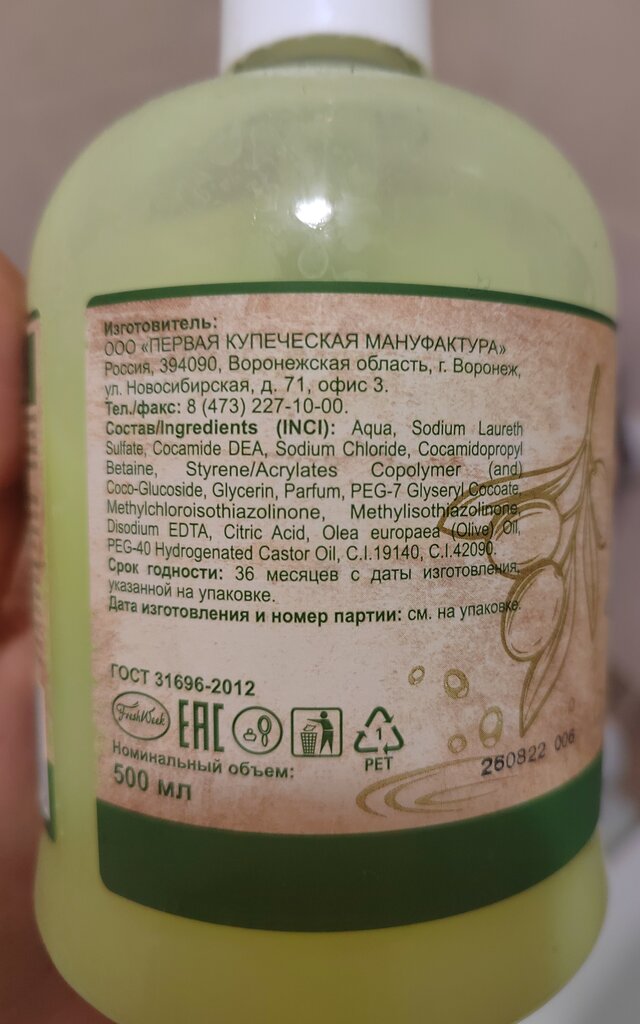 Изготовитель:
ООО «ПЕРВАЯ КУПЕЧЕСКАЯ МАНУФАКТУРА»
Россия, 394090, Воронежская область, г. Воронеж,
ул. Новосибирская, д. 71, офис 3.
Тел./факс: 8 (473) 227-10-00.
Состав/Ingredients (INCI): Aqua, Sodium Laureth
Sulfate, Cocamide DEA, Sodium Chloride, Cocamidopropyl
Betaine, Styrene/Acrylates Copolymer (and)
Coco-Glucoside, Glycerin, Parfum, PEG-7 Glyseryl Cocoate,
Methylchloroisothiazolinone, Methylisothiazolinone,
Disodium EDTA, Citric Acid, Olea europaea (Olive) Oil,
PEG-40 Hydrogenated Castor Oil, C.I.19140, C.I.42090.
Срок годности: 36 месяцев с даты изготовления,
указанной на упаковке.
Дата изготовления и номер партии: см. на упаковке.
ГОСТ 31696-2012
FreshWeek EAC
1
PET
Номинальный объем:
500 мл
260822 006